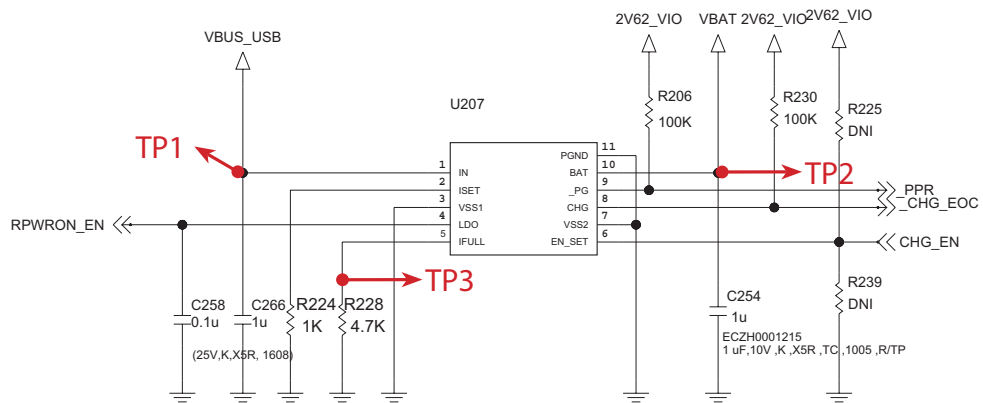 2V62_VIO VBAT 2V62_VIO 2V62_VIO
VBUS_USB
U207
R206
100K
R230
100K
R225
DNI
TP1
TP2
1 IN
2 ISET
3 VSS1
4 LDO
5 IFULL
PGND 11
BAT 10
_PG 9
CHG 8
VSS2 7
EN_SET 6
_PPR
_CHG_EOC
CHG_EN
RPWRON_EN
TP3
C258
0.1u
C266
1u
(25V,K,X5R, 1608)
R224
1K
R228
4.7K
C254
1u
ECZH0001215
1 uF,10V ,K ,X5R ,TC ,1005 ,R/TP
R239
DNI